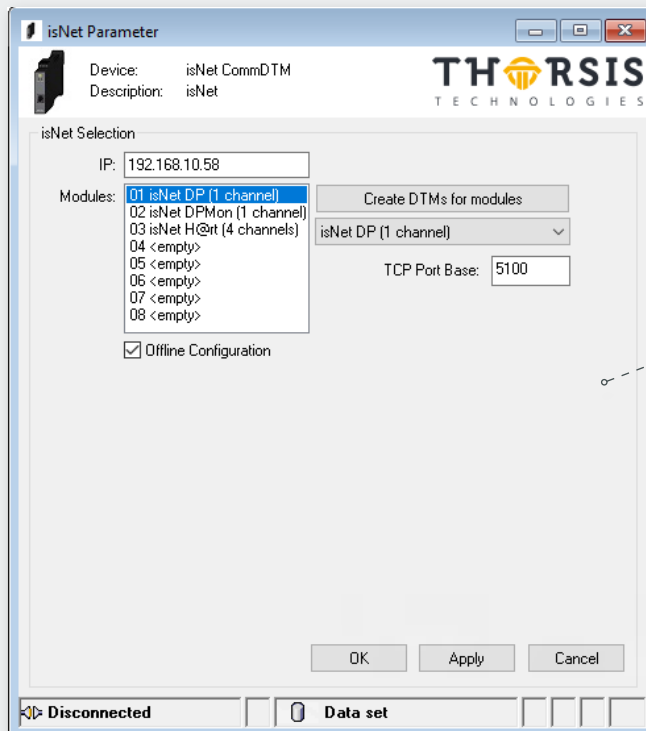 isNet Parameter
Device: isNet CommDTM
Description: isNet
THORSIS
TECHNOLOGIES
isNet Selection
IP: 192.168.10.58
Modules:
01 isNet DP (1 channel)
02 isNet DPMon (1 channel)
03 isNet H@rt (4 channels)
04 <empty>
05 <empty>
06 <empty>
07 <empty>
08 <empty>
Create DTMs for modules
isNet DP (1 channel)
TCP Port Base: 5100
Offline Configuration
OK Apply Cancel
Disconnected Data set